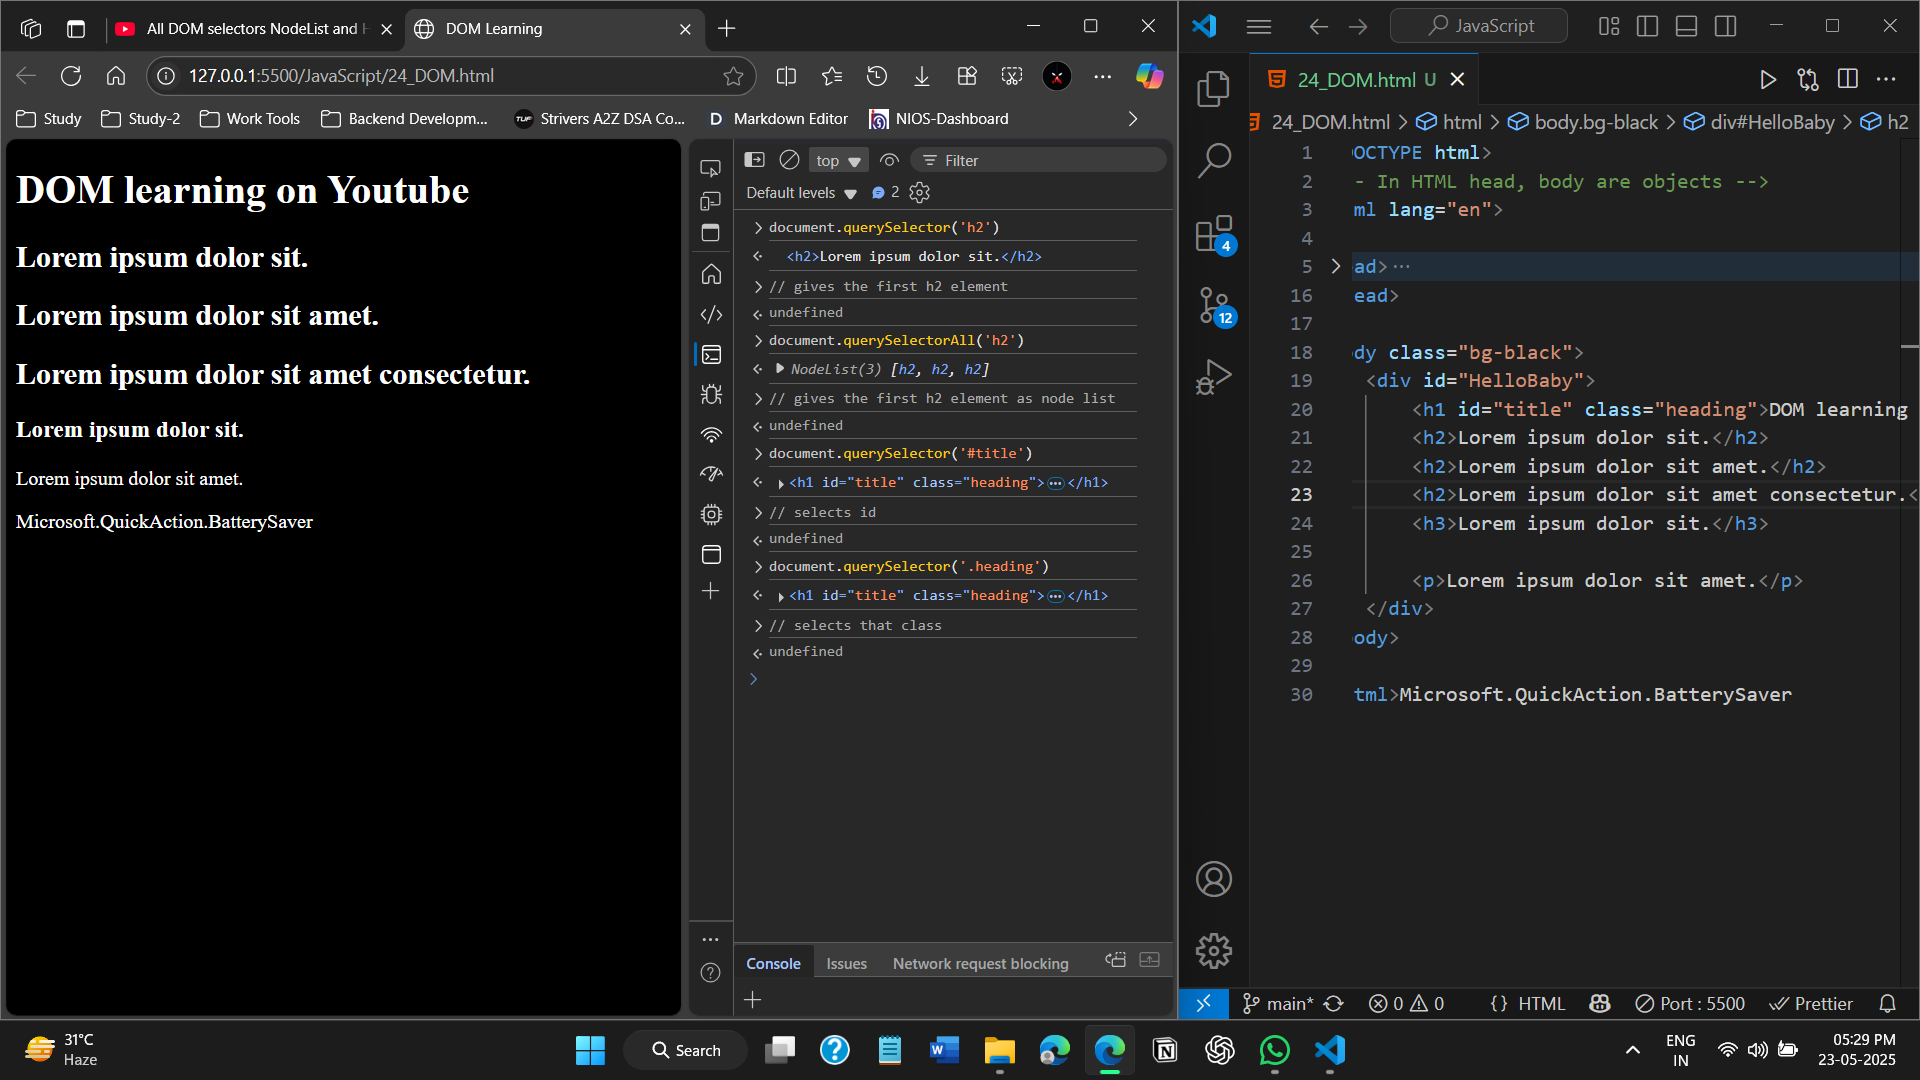 All DOM selectors NodeList and H
DOM Learning
127.0.0.1:5500/JavaScript/24_DOM.html
Study
Study-2
Work Tools
Backend Developm...
Strivers A2Z DSA Co...
D Markdown Editor
NIOS-Dashboard
DOM learning on Youtube
Lorem ipsum dolor sit.
Lorem ipsum dolor sit amet.
Lorem ipsum dolor sit amet consectetur.
Lorem ipsum dolor sit.
Lorem ipsum dolor sit amet.
Microsoft.QuickAction.BatterySaver
top
Filter
Default levels
2
document.querySelector('h2')
<h2>Lorem ipsum dolor sit.</h2>
// gives the first h2 element
undefined
document.querySelectorAll('h2')
NodeList(3) [h2, h2, h2]
// gives the first h2 element as node list
undefined
document.querySelector('#title')
<h1 id="title" class="heading">…</h1>
// selects id
undefined
document.querySelector('.heading')
<h1 id="title" class="heading">…</h1>
// selects that class
undefined
Console
Issues
Network request blocking
JavaScript
24_DOM.html U
24_DOM.html > html > body.bg-black > div#HelloBaby > h2
4
12
1 OCTYPE html>
2 - In HTML head, body are objects -->
3 ml lang="en">
4
5 ad>…
16 ead>
17
18 dy class="bg-black">
19 <div id="HelloBaby">
20 <h1 id="title" class="heading">DOM learning
21 <h2>Lorem ipsum dolor sit.</h2>
22 <h2>Lorem ipsum dolor sit amet.</h2>
23 <h2>Lorem ipsum dolor sit amet consectetur.<
24 <h3>Lorem ipsum dolor sit.</h3>
25
26 <p>Lorem ipsum dolor sit amet.</p>
27 </div>
28 ody>
29
30 tml>Microsoft.QuickAction.BatterySaver
main*
0
0
{} HTML
Port : 5500
Prettier
31°C
Haze
Search
ENG
IN
05:29 PM
23-05-2025